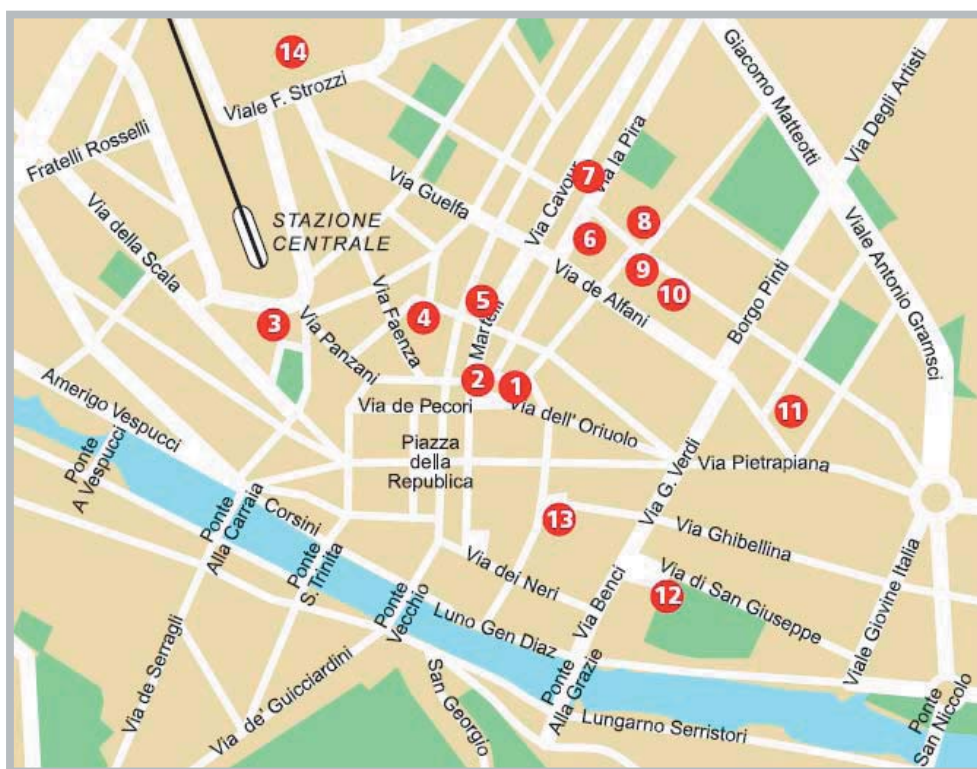 14
Viale F. Strozzi
Giacomo Matteotti
Via Degli Artisti
Fratelli Rosselli
Via Guelfa
Via Cavour
7
Via la Pira
STAZIONE
CENTRALE
Via della Scala
6
8
9
10
Viale Antonio Gramsci
Borgo Pinti
Via de Alfani
3
Via Panzani
Via Faenza
4
5
Martelli
2
1
Via de Pecori
Via dell' Oriuolo
11
Amerigo Vespucci
Ponte
A Vespucci
Piazza
della
Republica
Via G. Verdi
Via Pietrapiana
Ponte
Alla Carraia
Corsini
Ponte
S. Trinita
13
Via Ghibellina
Via dei Neri
Via di San Giuseppe
12
Via Benci
Viale Giovine Italia
Ponte
Vecchio
Luno Gen Diaz
Via de Serragli
Via de' Guicciardini
San Georgio
Ponte
Alla Grazie
Lungarno Serristori
Ponte
San Niccolo